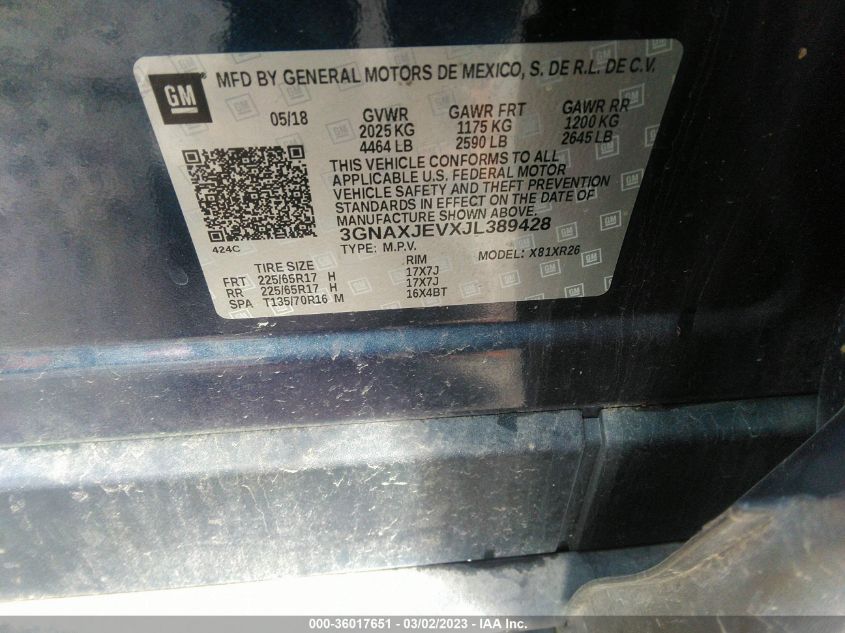 GM
MFD BY GENERAL MOTORS DE MEXICO, S. DE R.L. DE C.V.
05/18 GVWR GAWR FRT GAWR RR
2025 KG 1175 KG 1200 KG
4464 LB 2590 LB 2645 LB
THIS VEHICLE CONFORMS TO ALL
APPLICABLE U.S. FEDERAL MOTOR
VEHICLE SAFETY AND THEFT PREVENTION
STANDARDS IN EFFECT ON THE DATE OF
MANUFACTURE SHOWN ABOVE.
424C
3GNAXJEVXJL389428
TYPE: M.P.V. MODEL: X81XR26
TIRE SIZE RIM
FRT 225/65R17 H 17X7J
RR 225/65R17 H 17X7J
SPA T135/70R16 M 16X4BT
000-36017651 — 03/02/2023 — IAA Inc.